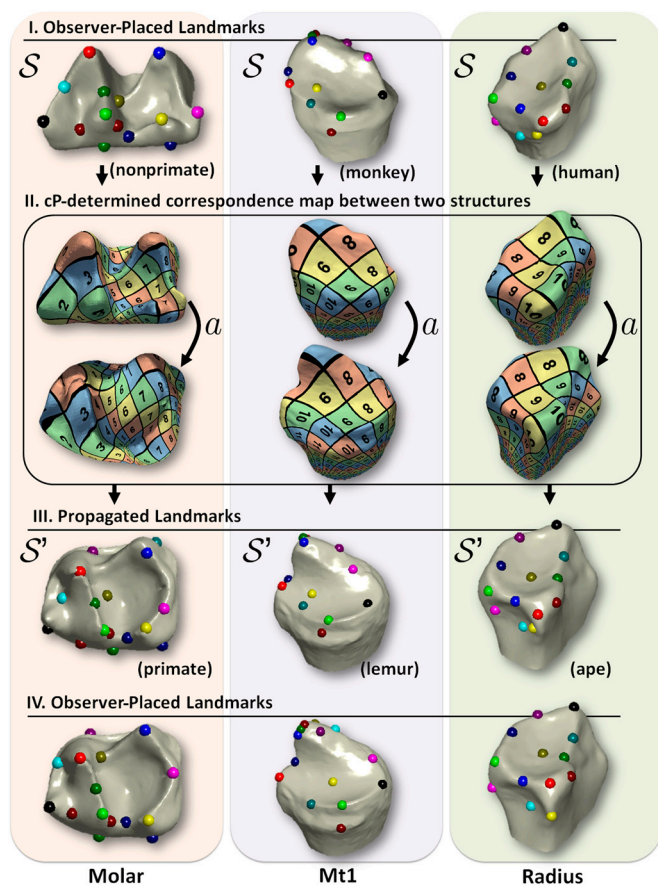 I. Observer-Placed Landmarks
S S S
(nonprimate) (monkey) (human)
II. cP-determined correspondence map between two structures
a a a
III. Propagated Landmarks
S' S' S'
(primate) (lemur) (ape)
IV. Observer-Placed Landmarks
Molar Mt1 Radius